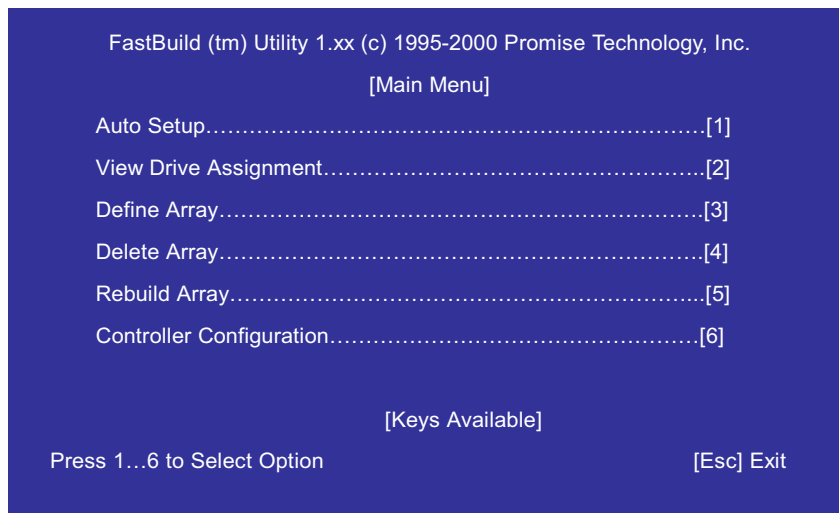 FastBuild (tm) Utility 1.xx (c) 1995-2000 Promise Technology, Inc.
[Main Menu]
Auto Setup……………………………………………………………[1]
View Drive Assignment……………………………………………..[2]
Define Array………………………………………………………….[3]
Delete Array………………………………………………………….[4]
Rebuild Array………………………………………………………...[5]
Controller Configuration……………………………………………[6]
[Keys Available]
Press 1…6 to Select Option [Esc] Exit